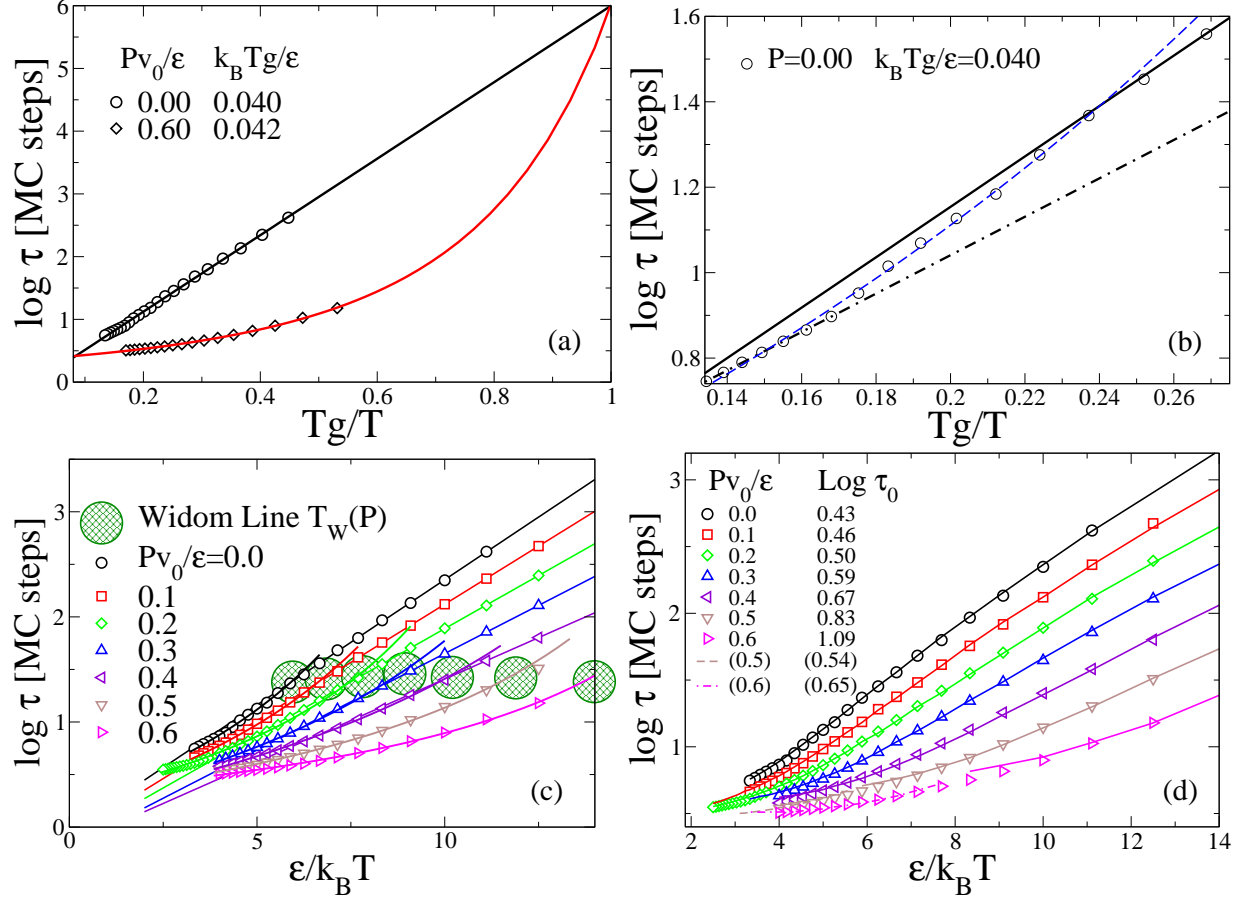 log τ [MC steps]
6
5
4
3
2
1
0
Pv0/ε kBTg/ε
0.00 0.040
0.60 0.042
(a)
0.2 0.4 0.6 0.8 1
Tg/T
log τ [MC steps]
1.6
1.4
1.2
1.0
0.8
P=0.00 kBTg/ε=0.040
(b)
0.14 0.16 0.18 0.2 0.22 0.24 0.26
Tg/T
log τ [MC steps]
3
2
1
0
Widom Line TW(P)
Pv0/ε=0.0
0.1
0.2
0.3
0.4
0.5
0.6
(c)
0 5 10
ε/kBT
log τ [MC steps]
3
2
1
Pv0/ε Log τ0
0.0 0.43
0.1 0.46
0.2 0.50
0.3 0.59
0.4 0.67
0.5 0.83
0.6 1.09
(0.5) (0.54)
(0.6) (0.65)
(d)
2 4 6 8 10 12 14
ε/kBT